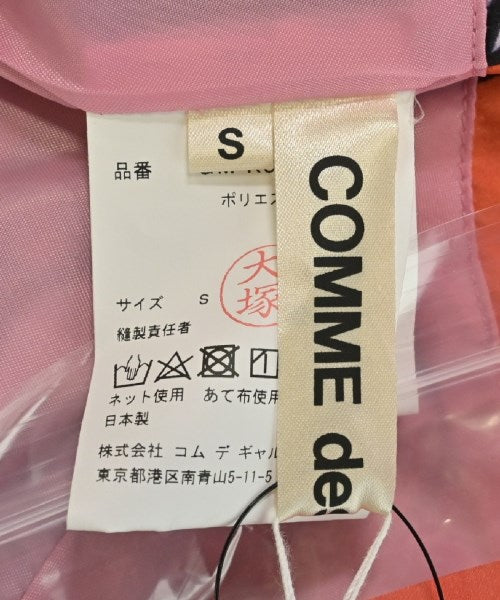 S
COMME des
品番
ポリエス
サイズ S
大塚
縫製責任者
ネット使用 あて布使用
日本製
株式会社 コム デ ギャル
東京都港区南青山5-11-5